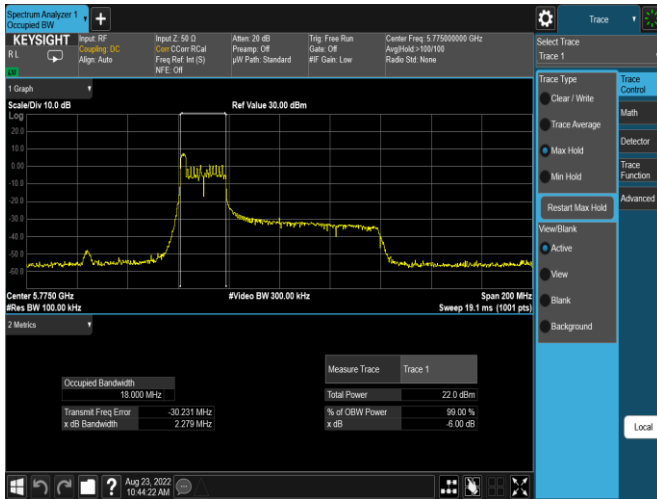 Spectrum Analyzer 1
Occupied BW
KEYSIGHT
R L
Input: RF
Coupling: DC
Align: Auto
Input Z: 50 Ω
Corr CCorr RCal
Freq Ref: Int (S)
NFE: Off
Atten: 20 dB
Preamp: Off
µW Path: Standard
Trig: Free Run
Gate: Off
#IF Gain: Low
Center Freq: 5.775000000 GHz
Avg|Hold:>100/100
Radio Std: None
1 Graph
Scale/Div 10.0 dB
Ref Value 30.00 dBm
Log
20.0
10.0
0.00
-10.0
-20.0
-30.0
-40.0
-50.0
-60.0
Center 5.7750 GHz
#Video BW 300.00 kHz
Span 200 MHz
#Res BW 100.00 kHz
Sweep 19.1 ms (1001 pts)
2 Metrics
Occupied Bandwidth
18.000 MHz
Transmit Freq Error -30.231 MHz
x dB Bandwidth 2.279 MHz
Measure Trace Trace 1
Total Power 22.0 dBm
% of OBW Power 99.00 %
x dB -6.00 dB
Aug 23, 2022
10:44:22 AM
Trace
Select Trace
Trace 1
Trace Type
Clear / Write
Trace Average
Max Hold
Min Hold
Restart Max Hold
View/Blank
Active
View
Blank
Background
Trace
Control
Math
Detector
Trace
Function
Advanced
Local